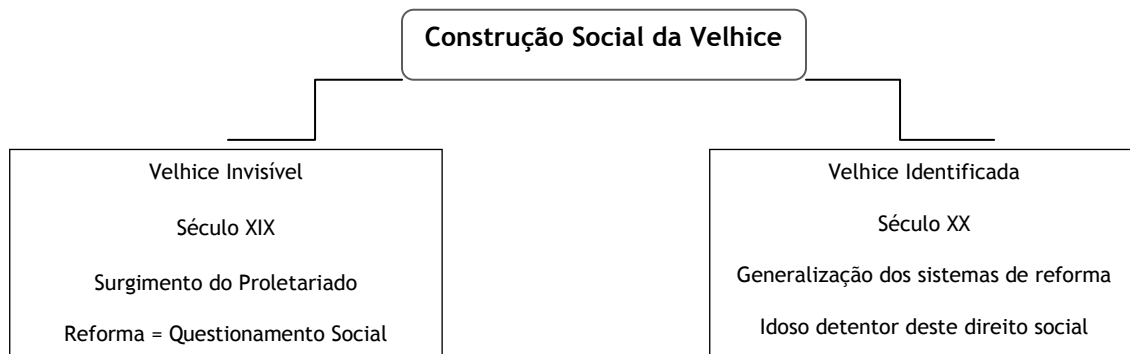 Construção Social da Velhice
Velhice Invisível
Século XIX
Surgimento do Proletariado
Reforma = Questionamento Social
Velhice Identificada
Século XX
Generalização dos sistemas de reforma
Idoso detentor deste direito social